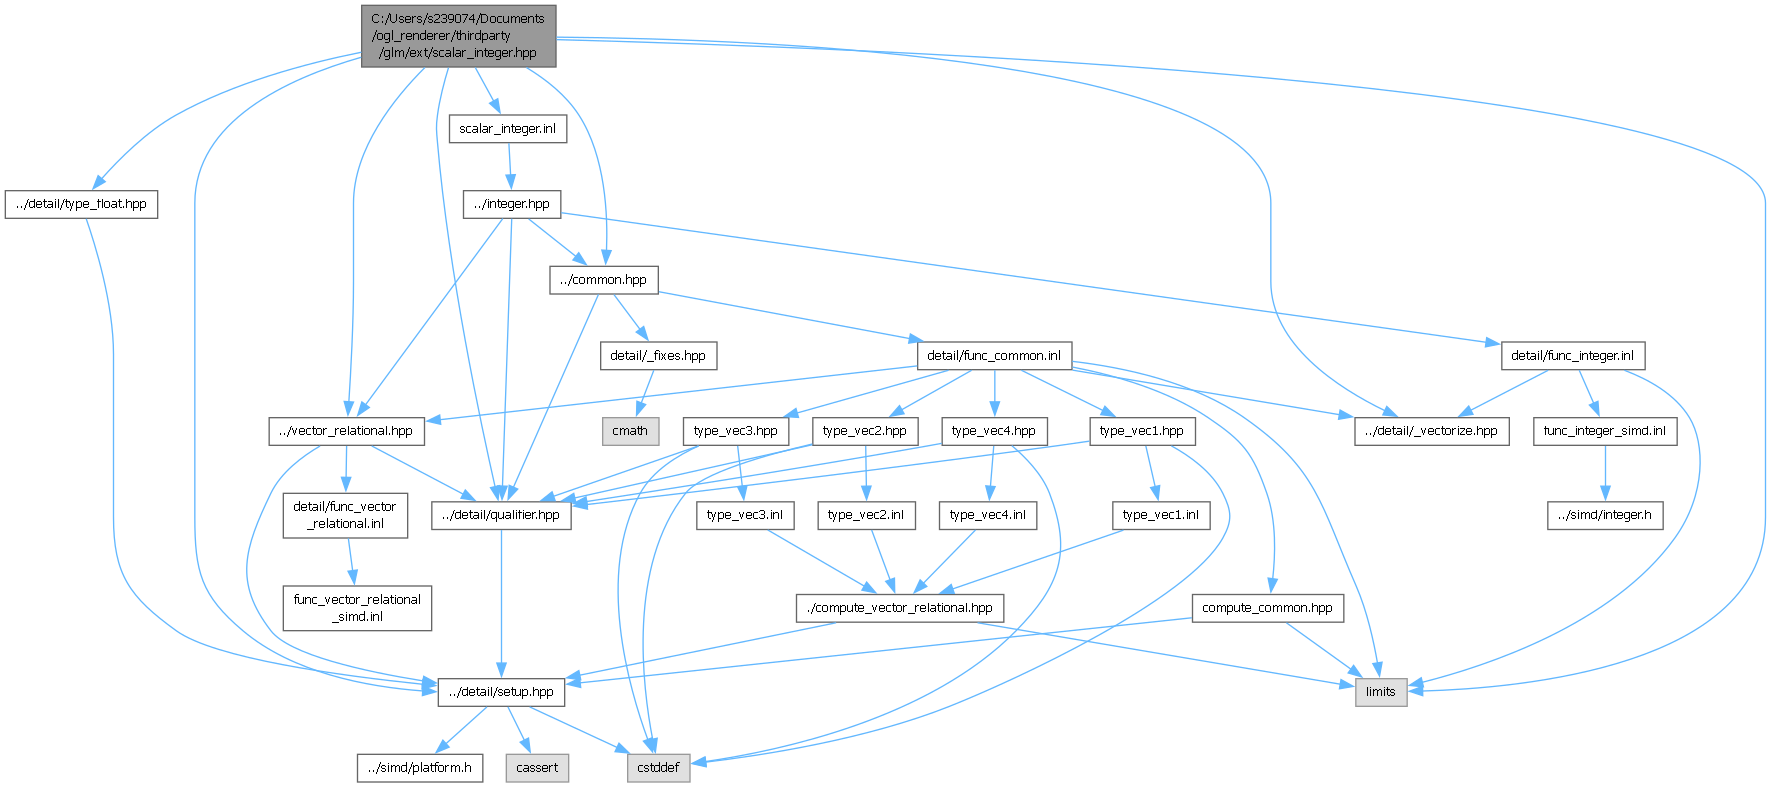 C:/Users/s239074/Documents
/ogl_renderer/thirdparty
/glm/ext/scalar_integer.hpp
scalar_integer.inl
../detail/type_float.hpp
../integer.hpp
../common.hpp
detail/_fixes.hpp
detail/func_common.inl
detail/func_integer.inl
../vector_relational.hpp
cmath
type_vec3.hpp
type_vec2.hpp
type_vec4.hpp
type_vec1.hpp
../detail/_vectorize.hpp
func_integer_simd.inl
detail/func_vector
_relational.inl
../detail/qualifier.hpp
type_vec3.inl
type_vec2.inl
type_vec4.inl
type_vec1.inl
../simd/integer.h
func_vector_relational
_simd.inl
./compute_vector_relational.hpp
compute_common.hpp
../detail/setup.hpp
limits
../simd/platform.h
cassert
cstddef